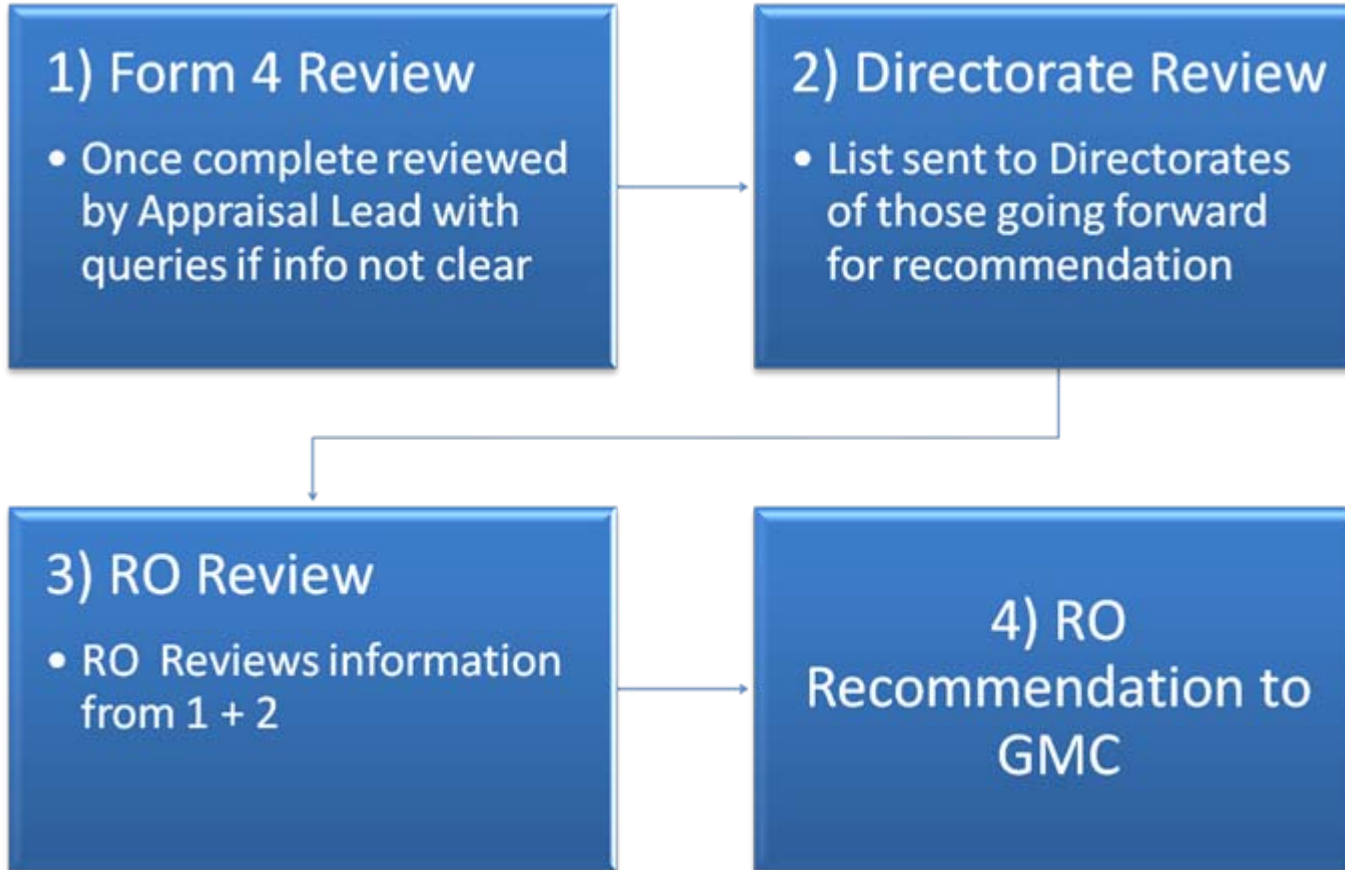 1) Form 4 Review
• Once complete reviewed
by Appraisal Lead with
queries if info not clear
2) Directorate Review
• List sent to Directorates
of those going forward
for recommendation
3) RO Review
• RO  Reviews information
from 1 + 2
4) RO
Recommendation to
GMC